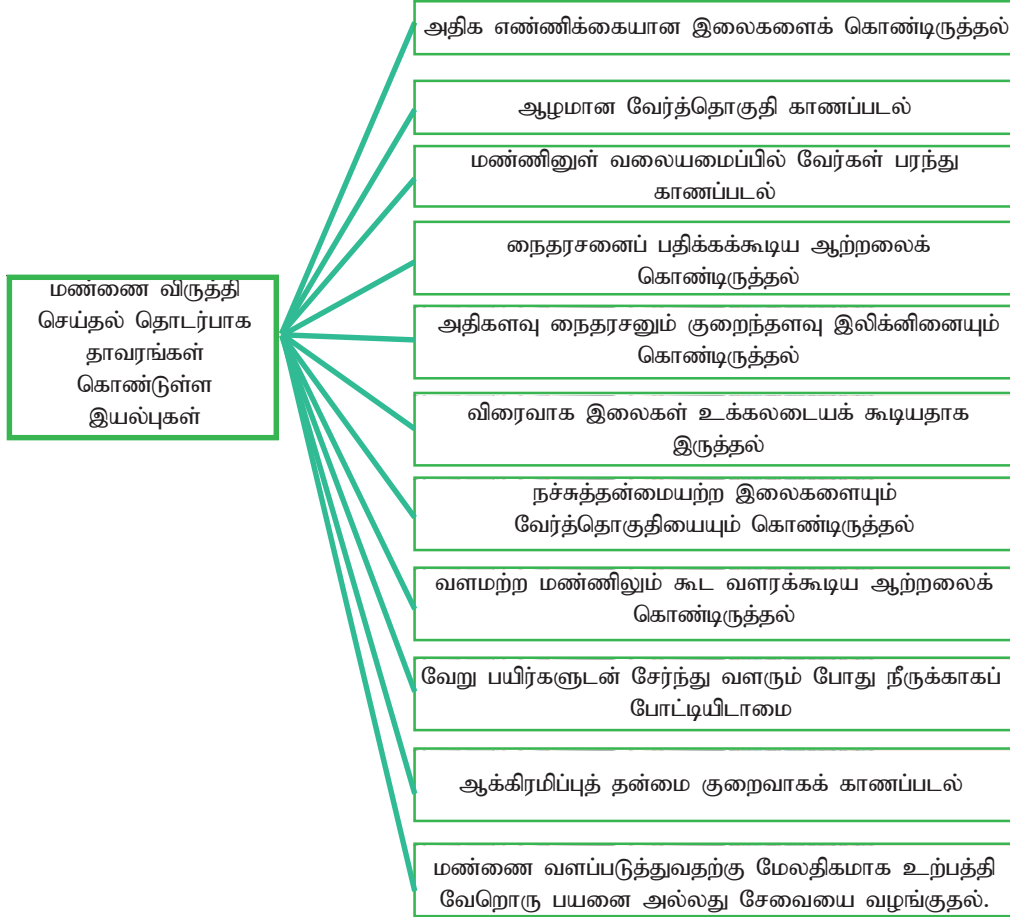 மண்ணை விருத்தி
செய்தல் தொடர்பாக
தாவரங்கள்
கொண்டுள்ள
இயல்புகள்
அதிக எண்ணிக்கையான இலைகளைக் கொண்டிருத்தல்
ஆழமான வேர்த்தொகுதி காணப்படல்
மண்ணினுள் வலையமைப்பில் வேர்கள் பரந்து
காணப்படல்
நைதரசனைப் பதிக்கக்கூடிய ஆற்றலைக்
கொண்டிருத்தல்
அதிகளவு நைதரசனும் குறைந்தளவு இலிக்னினையும்
கொண்டிருத்தல்
விரைவாக இலைகள் உக்கலடையக் கூடியதாக
இருத்தல்
நச்சுத்தன்மையற்ற இலைகளையும்
வேர்த்தொகுதியையும் கொண்டிருத்தல்
வளமற்ற மண்ணிலும் கூட வளரக்கூடிய ஆற்றலைக்
கொண்டிருத்தல்
வேறு பயிர்களுடன் சேர்ந்து வளரும் போது நீருக்காகப்
போட்டியிடாமை
ஆக்கிரமிப்புத் தன்மை குறைவாகக் காணப்படல்
மண்ணை வளப்படுத்துவதற்கு மேலதிகமாக உற்பத்தி
வேறொரு பயனை அல்லது சேவையை வழங்குதல்.